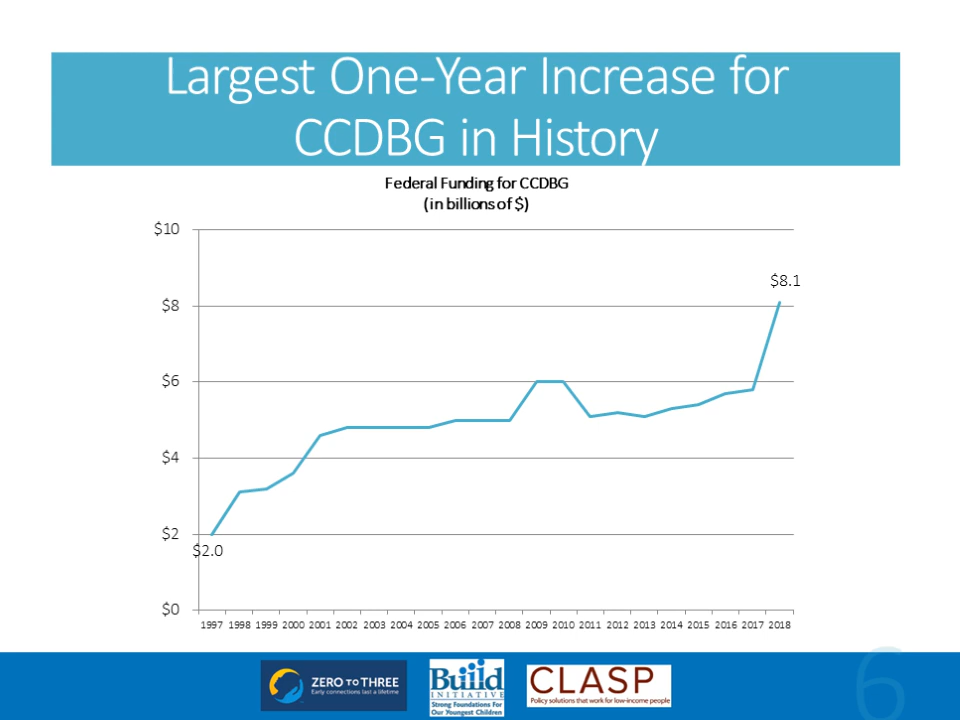 Largest One-Year Increase for
CCDBG in History
Federal Funding for CCDBG
(in billions of $)
$10
$8.1
$8
$6
$4
$2
$2.0
$0
1997 1998 1999 2000 2001 2002 2003 2004 2005 2006 2007 2008 2009 2010 2011 2012 2013 2014 2015 2016 2017 2018
ZERO TO THREE
Early connections last a lifetime
Build
INITIATIVE
Strong Foundations For
Our Youngest Children
CLASP
Policy solutions that work for low-income people
6